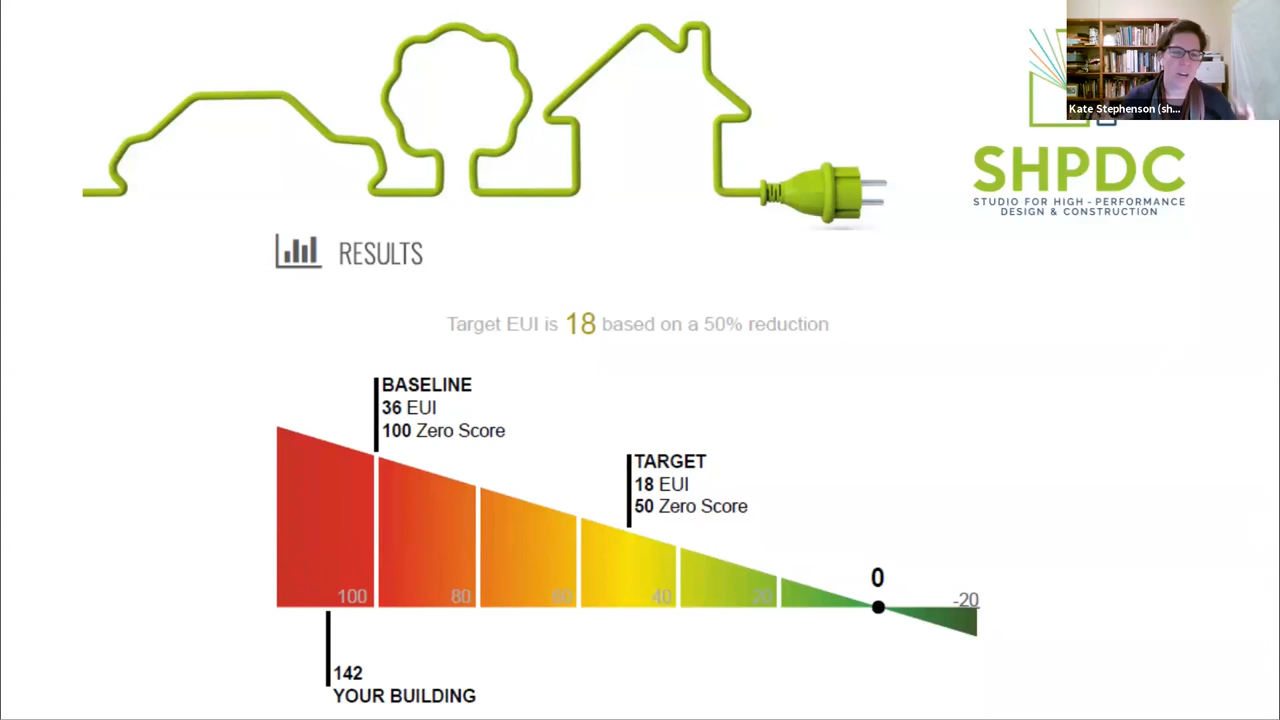 Kate Stephenson (sh...
SHPDC
STUDIO FOR HIGH - PERFORMANCE
DESIGN & CONSTRUCTION
RESULTS
Target EUI is 18 based on a 50% reduction
BASELINE
36 EUI
100 Zero Score
TARGET
18 EUI
50 Zero Score
0
100 80 60 40 20 -20
142
YOUR BUILDING